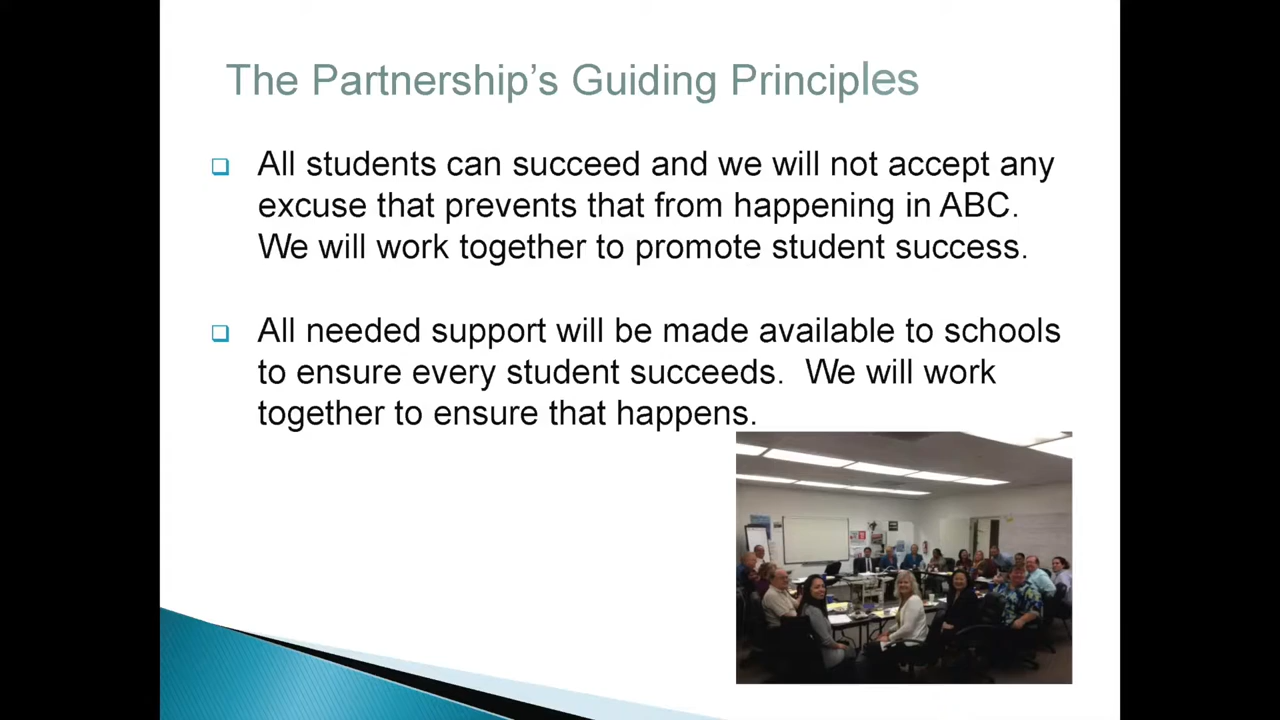 The Partnership’s Guiding Principles
All students can succeed and we will not accept any
excuse that prevents that from happening in ABC.
We will work together to promote student success.
All needed support will be made available to schools
to ensure every student succeeds.  We will work
together to ensure that happens.